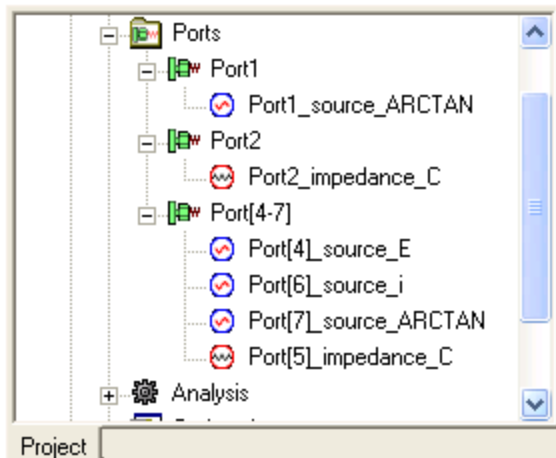 Ports
Port1
Port1_source_ARCTAN
Port2
Port2_impedance_C
Port[4-7]
Port[4]_source_E
Port[6]_source_i
Port[7]_source_ARCTAN
Port[5]_impedance_C
Analysis
Project